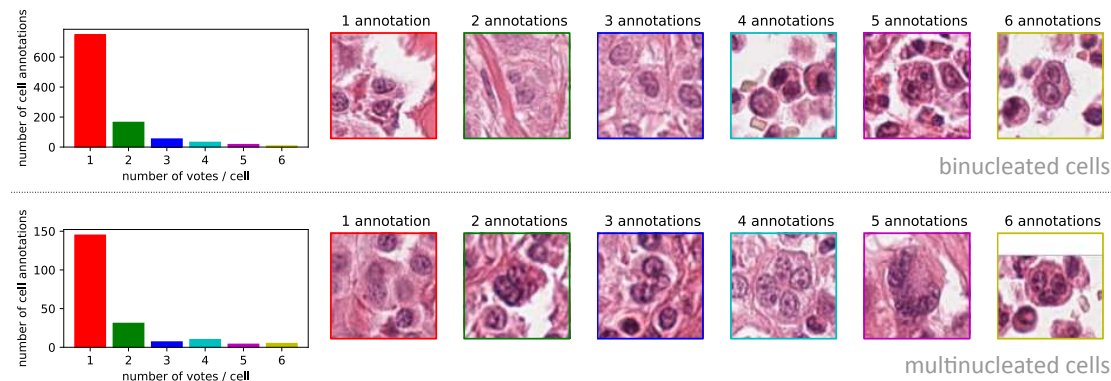 number of cell annotations
600
400
200
0
1 2 3 4 5 6
number of votes / cell
1 annotation 2 annotations 3 annotations 4 annotations 5 annotations 6 annotations
binucleated cells
number of cell annotations
150
100
50
0
1 2 3 4 5 6
number of votes / cell
1 annotation 2 annotations 3 annotations 4 annotations 5 annotations 6 annotations
multinucleated cells